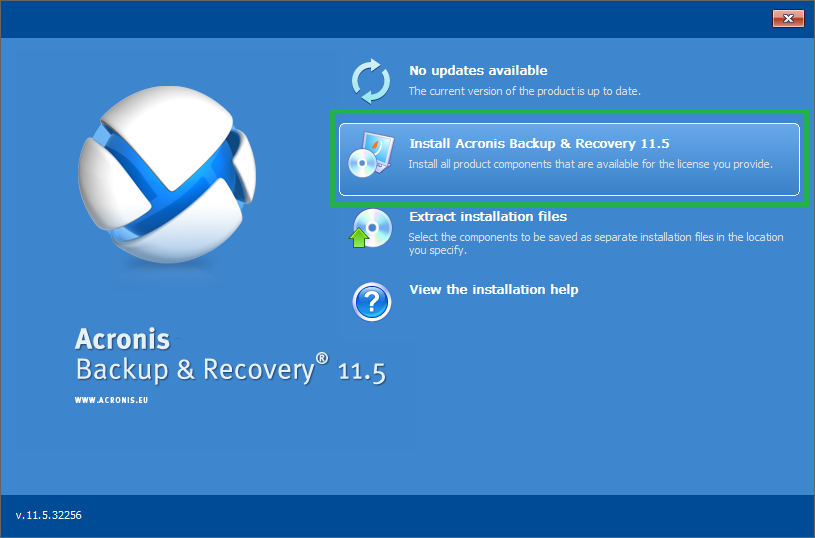 No updates available
The current version of the product is up to date.
Install Acronis Backup & Recovery 11.5
Install all product components that are available for the license you provide.
Extract installation files
Select the components to be saved as separate installation files in the location
you specify.
?
View the installation help
Acronis
Backup & Recovery® 11.5
WWW.ACRONIS.EU
v.11.5.32256